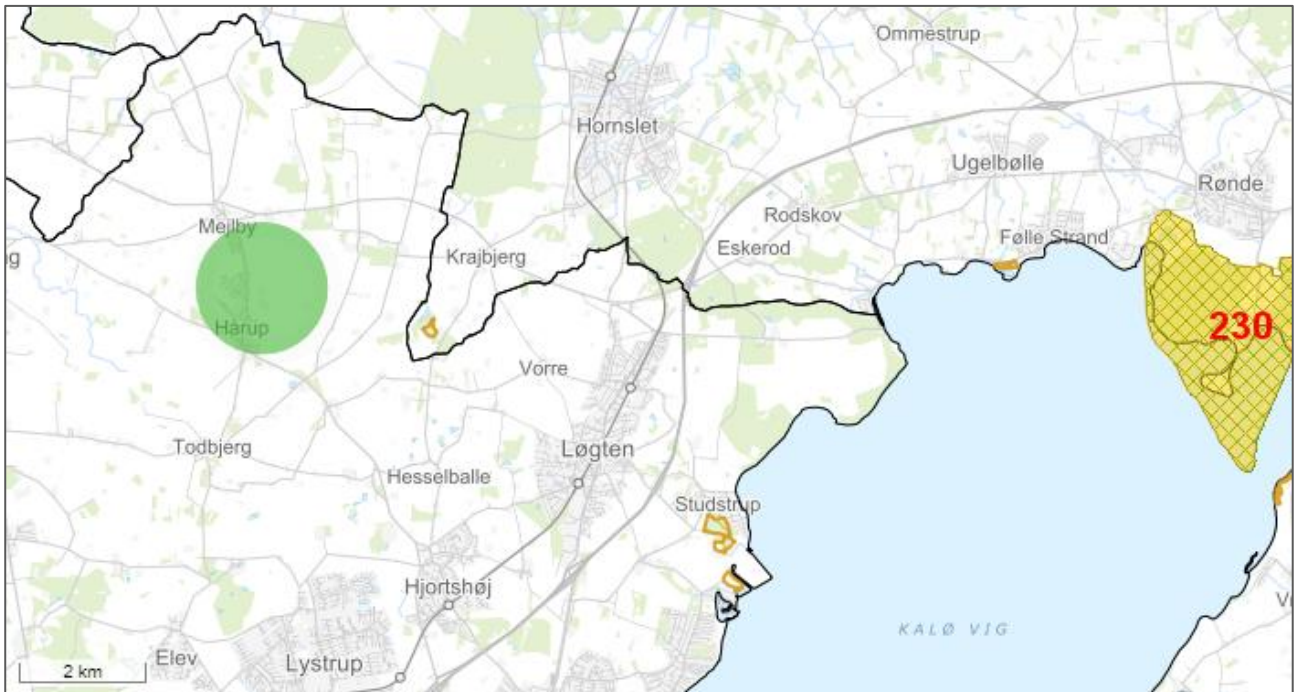 Ommestrup
Hornslet
Ugelbølle
Rønde
Rodskov
Mejlby
Følle Strand
Eskerod
Krajbjerg
g
230
Hårup
Vorre
Todbjerg
Løgten
Hesselballe
Studstrup
Hjortshøj
KALØ VIG
Elev
Lystrup
2 km